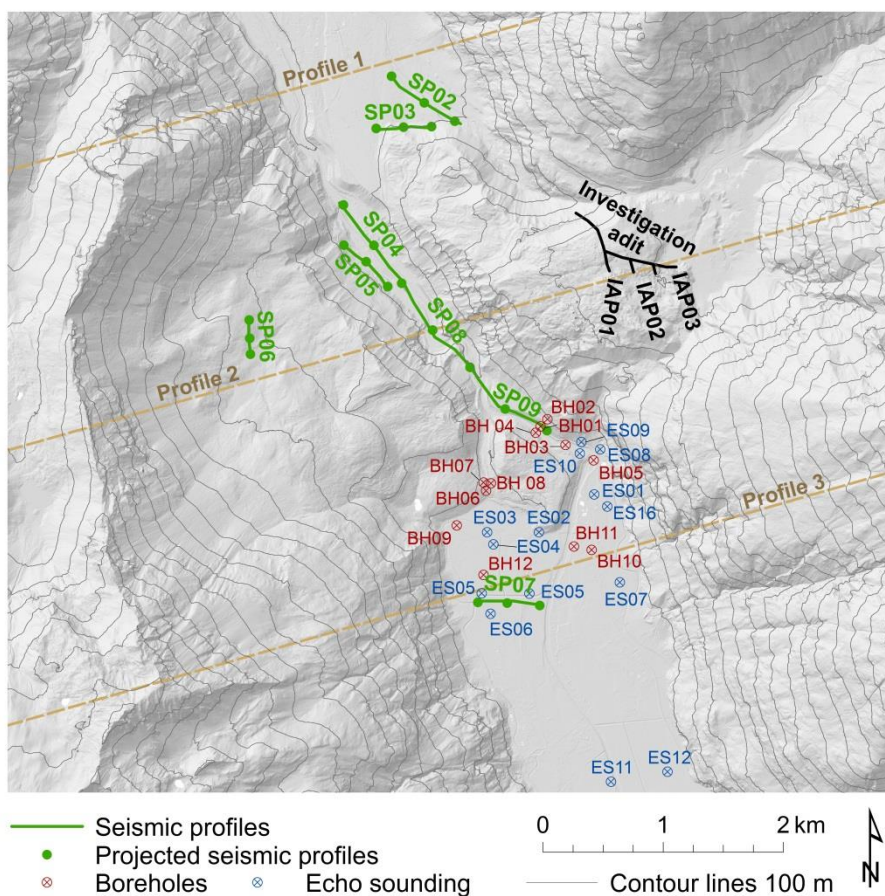 Profile 1
SP02
SP03
Investigation
adit
SP04
SP05
IAP01
IAP02
IAP03
SP06
SP08
Profile 2
SP09
BH02
BH 04
BH01
ES09
BH03
ES08
ES10
BH05
BH07
BH 08
ES01
BH06
ES16
Profile 3
ES03
ES02
BH09
BH11
ES04
BH10
BH12
SP07
ES05
ES05
ES07
ES06
ES12
ES11
Seismic profiles
Projected seismic profiles
Boreholes
Echo sounding
0 1 2 km
Contour lines 100 m
N